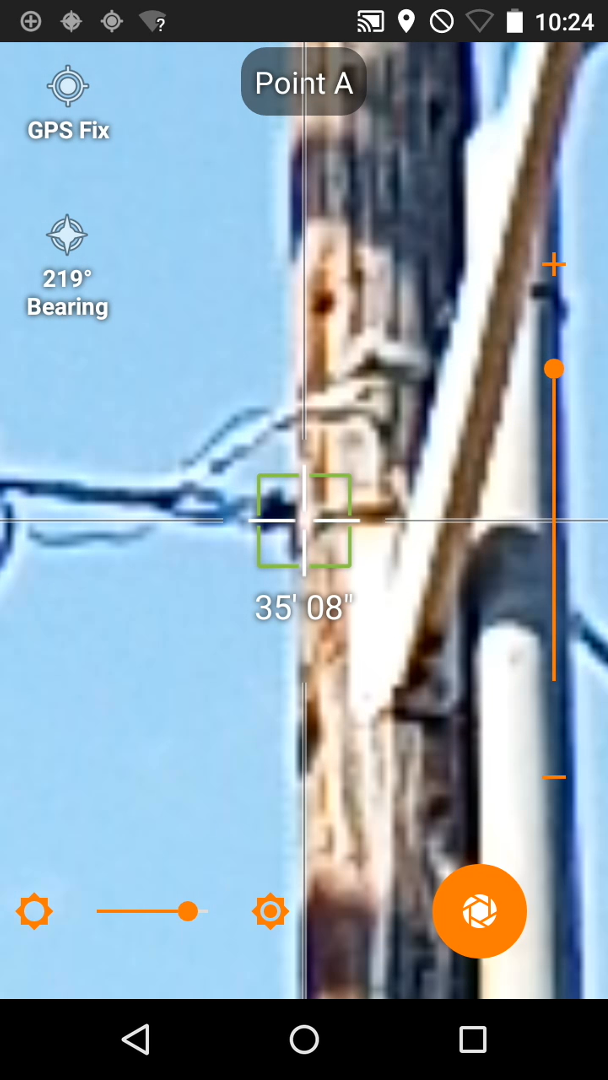 10:24
Point A
GPS Fix
219°
Bearing
35' 08"